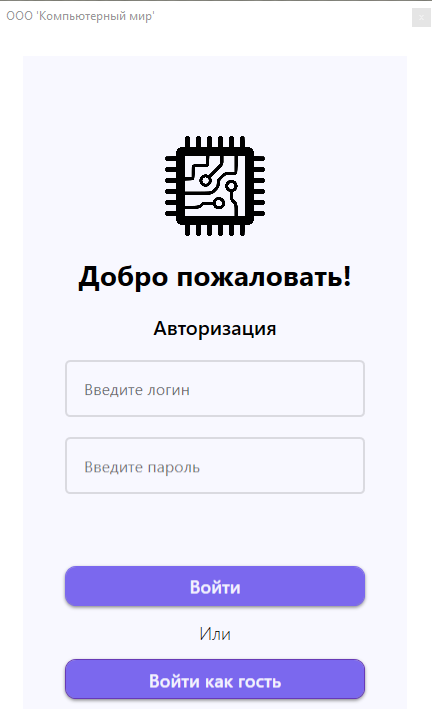 ООО 'Компьютерный мир'
x
Добро пожаловать!
Авторизация
Введите логин
Введите пароль
Войти
Или
Войти как гость